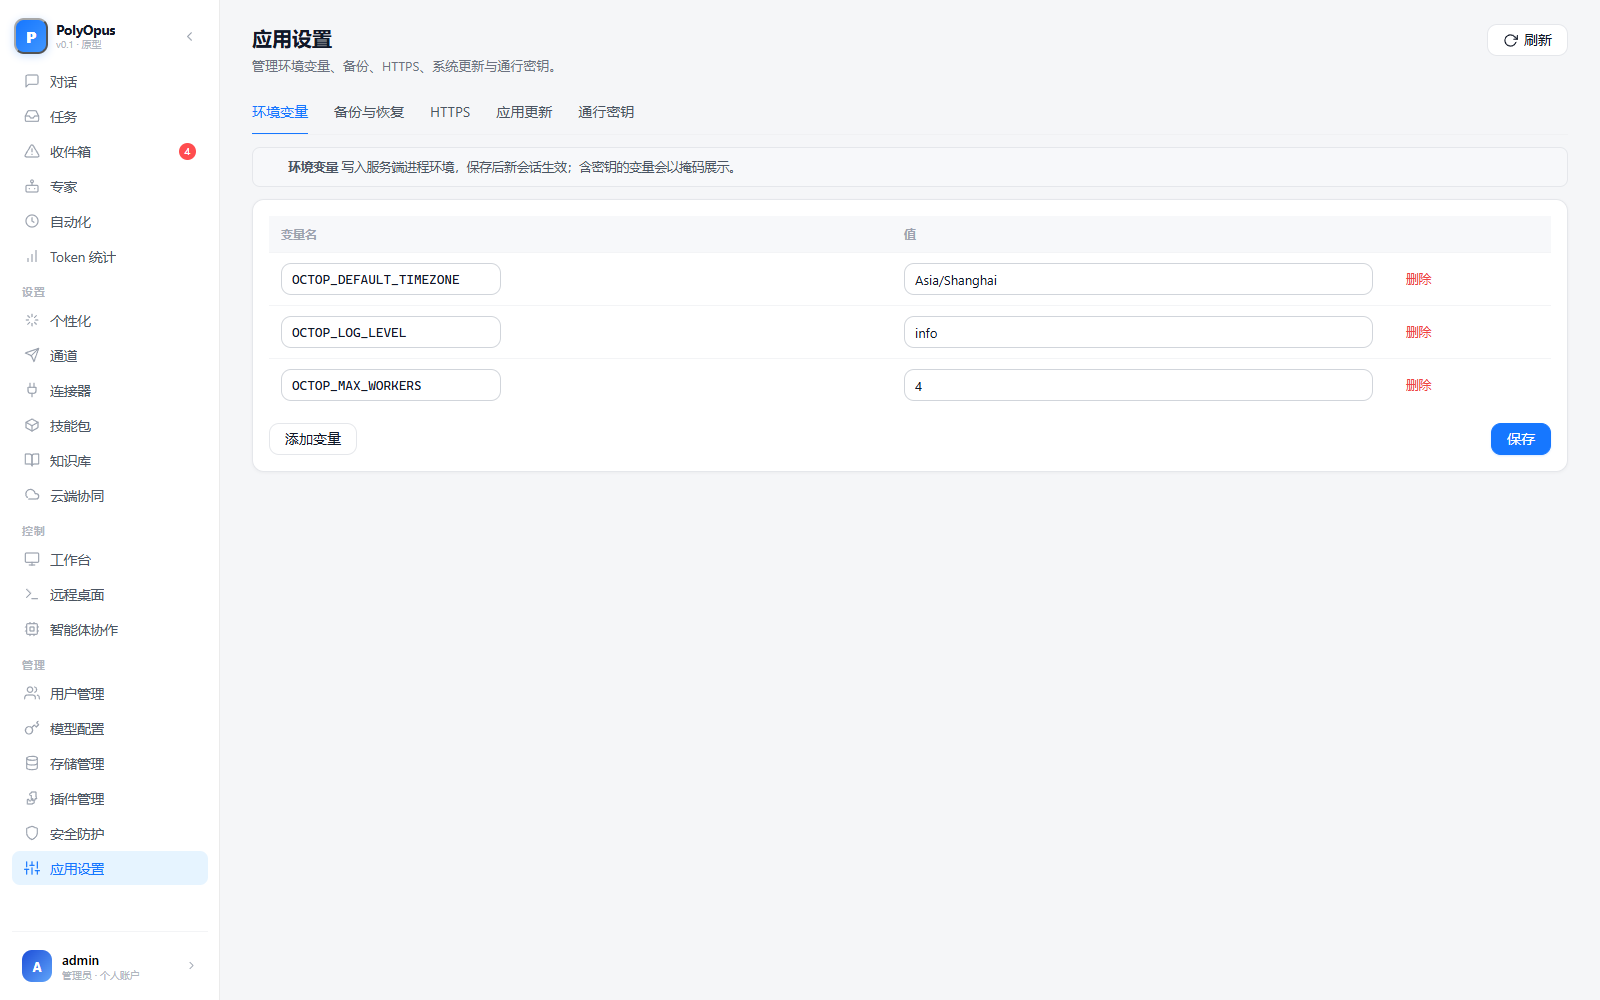 P
PolyOpus
v0.1 · 原型
对话
任务
收件箱
4
专家
自动化
Token 统计
设置
个性化
通道
连接器
技能包
知识库
云端协同
控制
工作台
远程桌面
智能体协作
管理
用户管理
模型配置
存储管理
插件管理
安全防护
应用设置
A
admin
管理员 · 个人账户
应用设置
管理环境变量、备份、HTTPS、系统更新与通行密钥。
刷新
环境变量 备份与恢复 HTTPS 应用更新 通行密钥
环境变量 写入服务端进程环境，保存后新会话生效；含密钥的变量会以掩码展示。
变量名 值
OCTOP_DEFAULT_TIMEZONE Asia/Shanghai 删除
OCTOP_LOG_LEVEL info 删除
OCTOP_MAX_WORKERS 4 删除
添加变量 保存